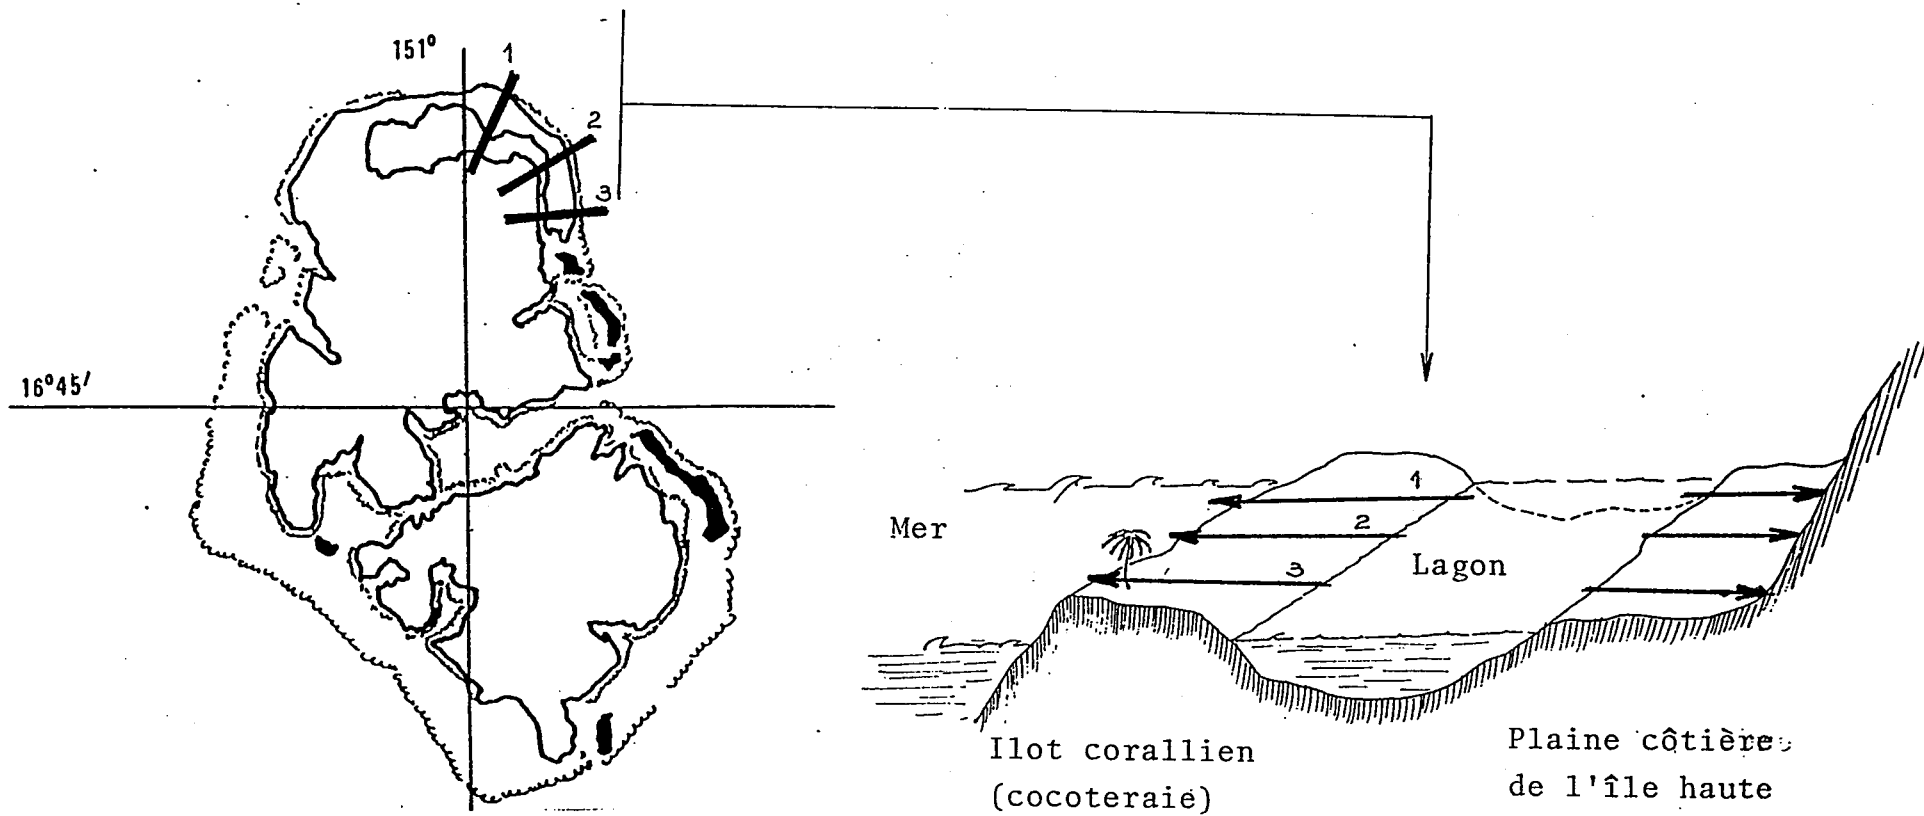 151°
1
2
3
16°45'
1
2
3
Mer
Lagon
Ilot corallien
(cocoteraie)
Plaine côtière
de l'île haute